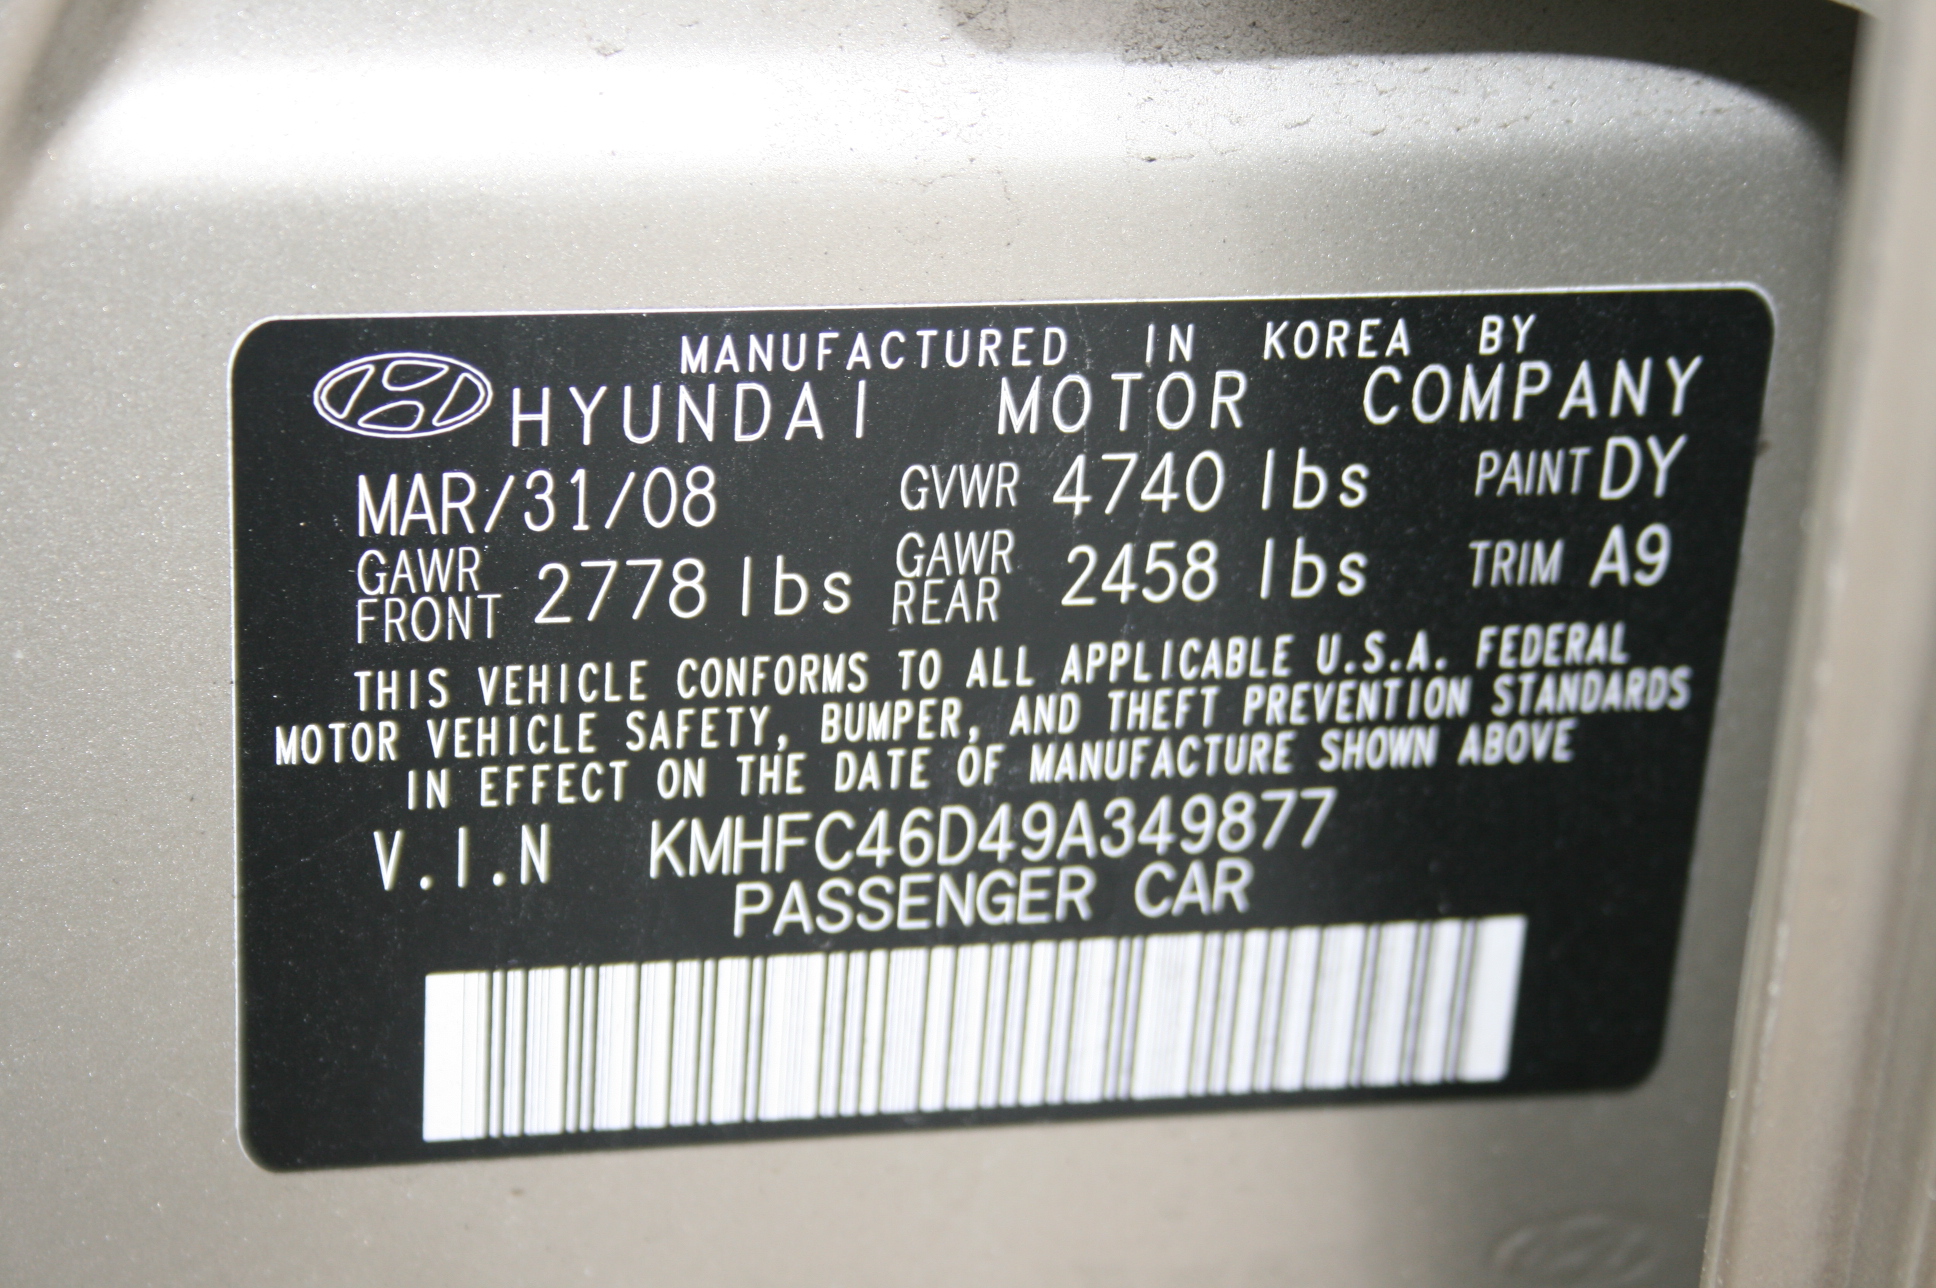 MANUFACTURED IN KOREA BY
HYUNDAI MOTOR COMPANY
MAR/31/08 GVWR 4740 lbs PAINT DY
GAWR FRONT 2778 lbs GAWR REAR 2458 lbs TRIM A9
THIS VEHICLE CONFORMS TO ALL APPLICABLE U.S.A. FEDERAL
MOTOR VEHICLE SAFETY, BUMPER, AND THEFT PREVENTION STANDARDS
IN EFFECT ON THE DATE OF MANUFACTURE SHOWN ABOVE
V.I.N KMHFC46D49A349877
PASSENGER CAR